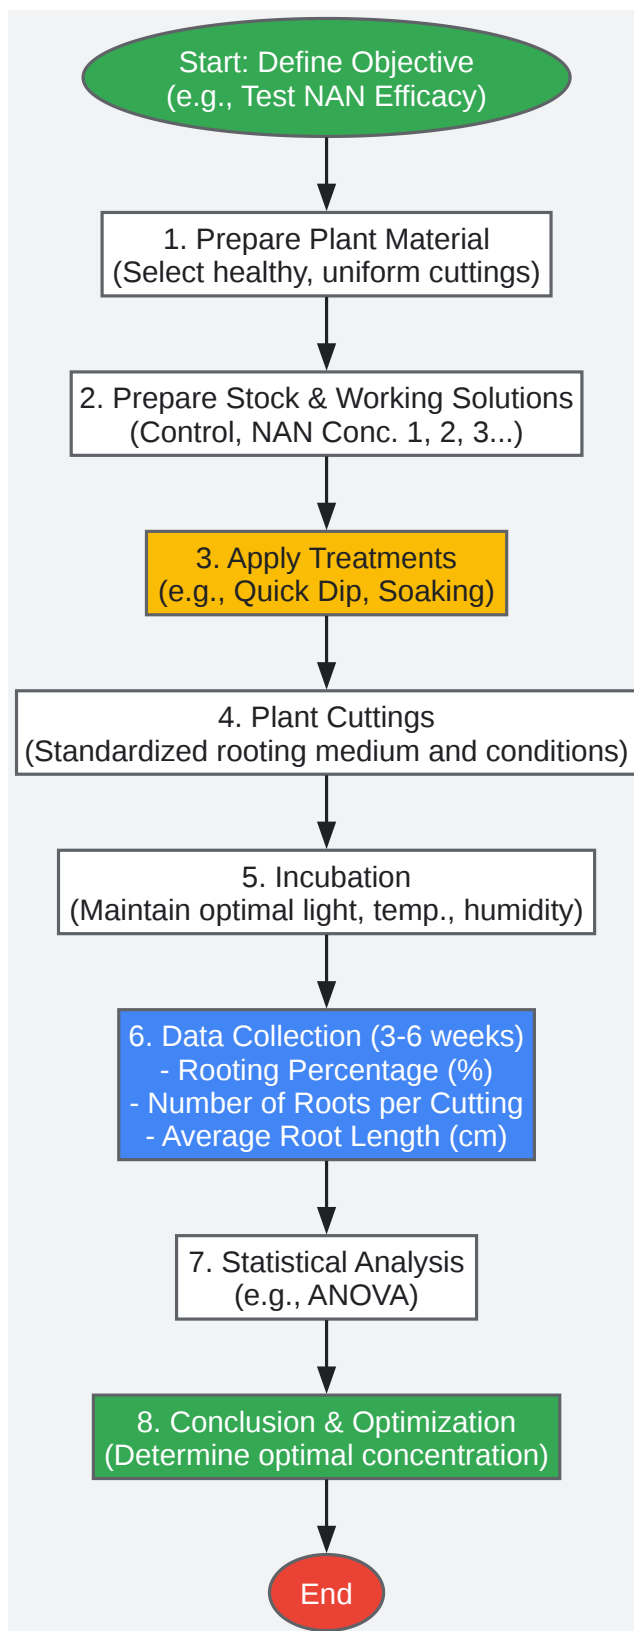 Start: Define Objective
(e.g., Test NAN Efficacy)
1. Prepare Plant Material
(Select healthy, uniform cuttings)
2. Prepare Stock & Working Solutions
(Control, NAN Conc. 1, 2, 3...)
3. Apply Treatments
(e.g., Quick Dip, Soaking)
4. Plant Cuttings
(Standardized rooting medium and conditions)
5. Incubation
(Maintain optimal light, temp., humidity)
6. Data Collection (3-6 weeks)
- Rooting Percentage (%)
- Number of Roots per Cutting
- Average Root Length (cm)
7. Statistical Analysis
(e.g., ANOVA)
8. Conclusion & Optimization
(Determine optimal concentration)
End